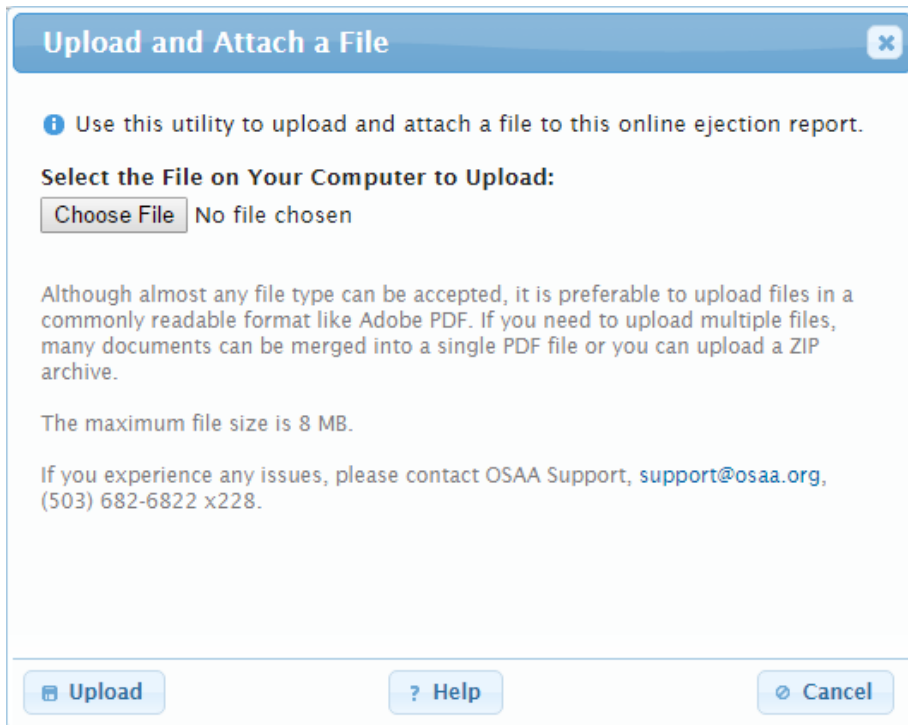 Upload and Attach a File
Use this utility to upload and attach a file to this online ejection report.
Select the File on Your Computer to Upload:
Choose File No file chosen
Although almost any file type can be accepted, it is preferable to upload files in a
commonly readable format like Adobe PDF. If you need to upload multiple files,
many documents can be merged into a single PDF file or you can upload a ZIP
archive.
The maximum file size is 8 MB.
If you experience any issues, please contact OSAA Support, support@osaa.org,
(503) 682-6822 x228.
Upload ? Help Cancel